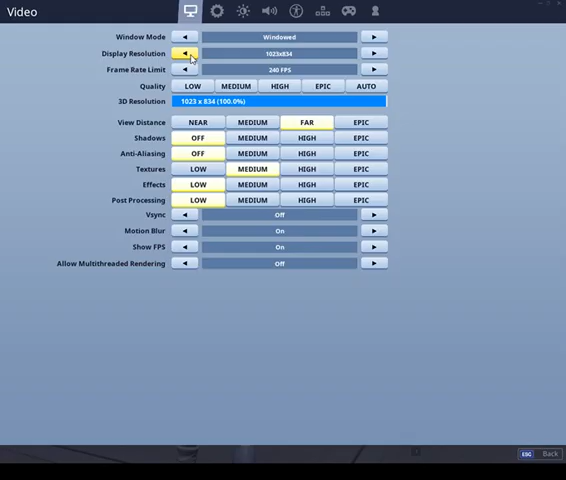 Video
Window Mode ◄ Windowed ►
Display Resolution ◄ 1023x834 ►
Frame Rate Limit ◄ 240 FPS ►
Quality LOW MEDIUM HIGH EPIC AUTO
3D Resolution 1023 x 834 (100.0%)
View Distance NEAR MEDIUM FAR EPIC
Shadows OFF MEDIUM HIGH EPIC
Anti-Aliasing OFF MEDIUM HIGH EPIC
Textures LOW MEDIUM HIGH EPIC
Effects LOW MEDIUM HIGH EPIC
Post Processing LOW MEDIUM HIGH EPIC
Vsync ◄ Off ►
Motion Blur ◄ On ►
Show FPS ◄ On ►
Allow Multithreaded Rendering ◄ Off ►
ESC Back